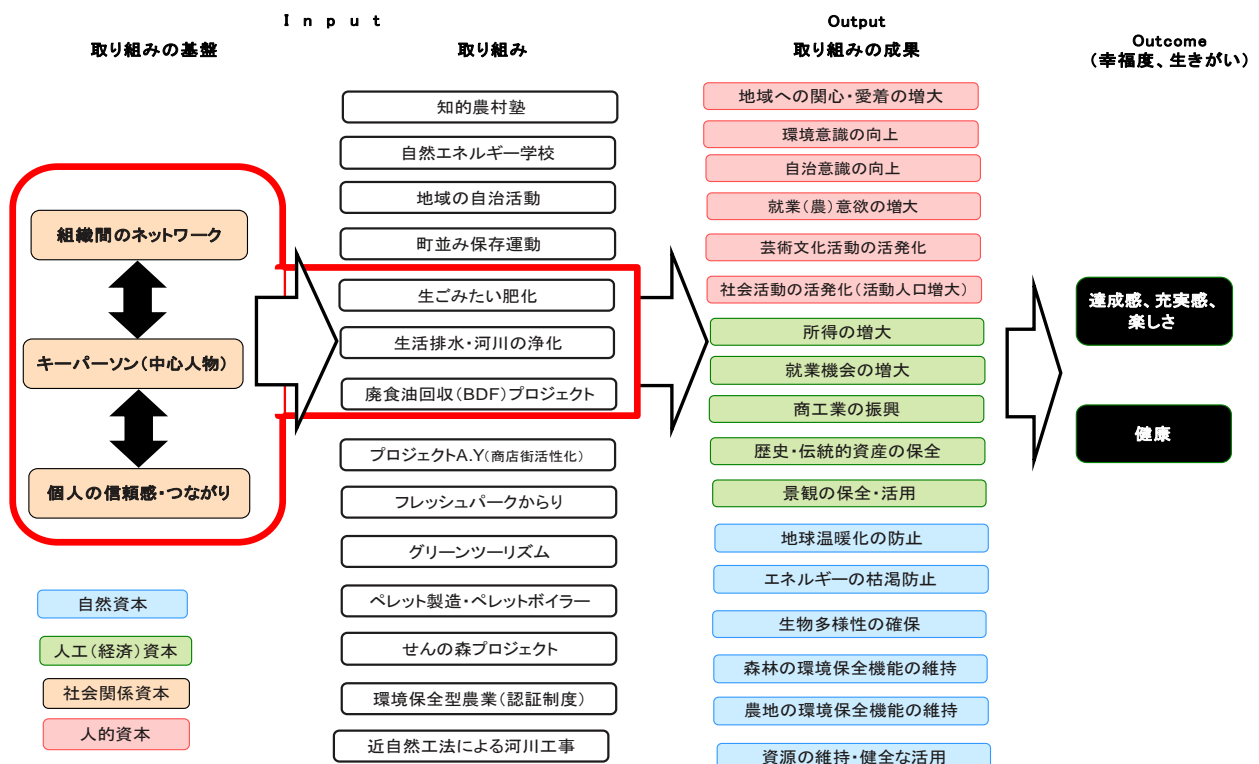 Input
取り組みの基盤
取り組み
Output
取り組みの成果
Outcome
(幸福度、生きがい)
組織間のネットワーク
キーパーソン(中心人物)
個人の信頼感・つながり
自然資本
人工(経済)資本
社会関係資本
人的資本
知的農村塾
自然エネルギー学校
地域の自治活動
町並み保存運動
生ごみたい肥化
生活排水・河川の浄化
廃食油回収(BDF)プロジェクト
プロジェクトA.Y(商店街活性化)
フレッシュパークからり
グリーンツーリズム
ペレット製造・ペレットボイラー
せんの森プロジェクト
環境保全型農業(認証制度)
近自然工法による河川工事
地域への関心・愛着の増大
環境意識の向上
自治意識の向上
就業(農)意欲の増大
芸術文化活動の活発化
社会活動の活発化(活動人口増大)
所得の増大
就業機会の増大
商工業の振興
歴史・伝統的資産の保全
景観の保全・活用
地球温暖化の防止
エネルギーの枯渇防止
生物多様性の確保
森林の環境保全機能の維持
農地の環境保全機能の維持
資源の維持・健全な活用
達成感、充実感、
楽しさ
健康